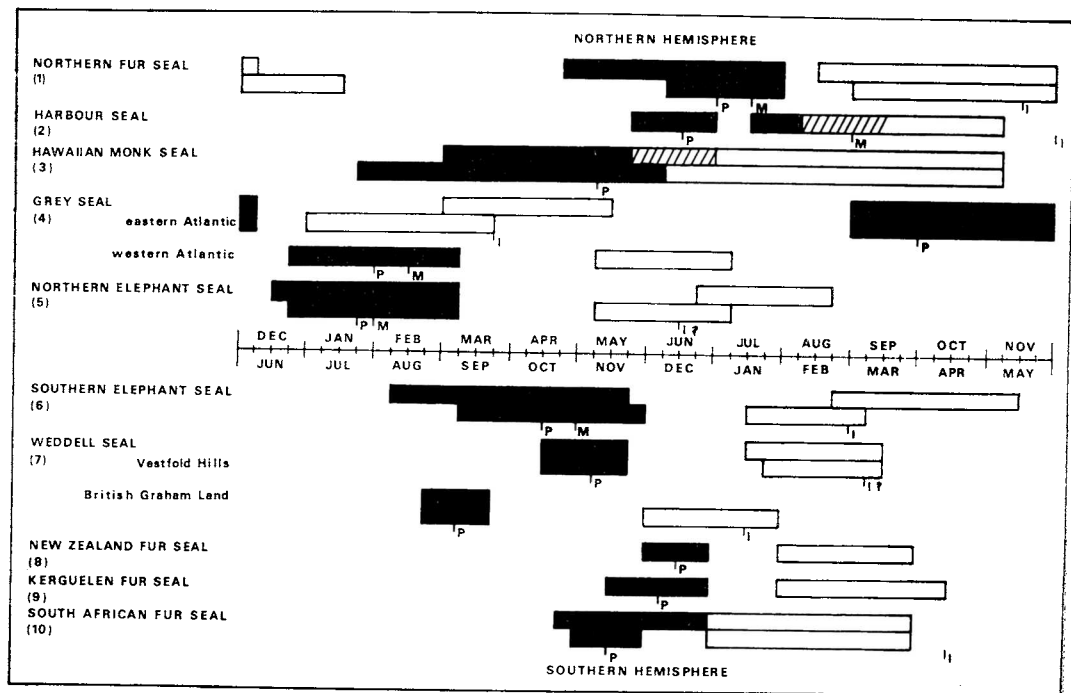 NORTHERN HEMISPHERE
NORTHERN FUR SEAL
(1)
P M I
HARBOUR SEAL
(2)
P M I
HAWAIIAN MONK SEAL
(3)
P
GREY SEAL
(4)
eastern Atlantic
I P
western Atlantic
P M
NORTHERN ELEPHANT SEAL
(5)
P M I ?
DEC JAN FEB MAR APR MAY JUN JUL AUG SEP OCT NOV
JUN JUL AUG SEP OCT NOV DEC JAN FEB MAR APR MAY
SOUTHERN ELEPHANT SEAL
(6)
P M I
WEDDELL SEAL
(7)
Vestfold Hills
P I ?
British Graham Land
P I
NEW ZEALAND FUR SEAL
(8)
P
KERGUELEN FUR SEAL
(9)
P
SOUTH AFRICAN FUR SEAL
(10)
P I
SOUTHERN HEMISPHERE